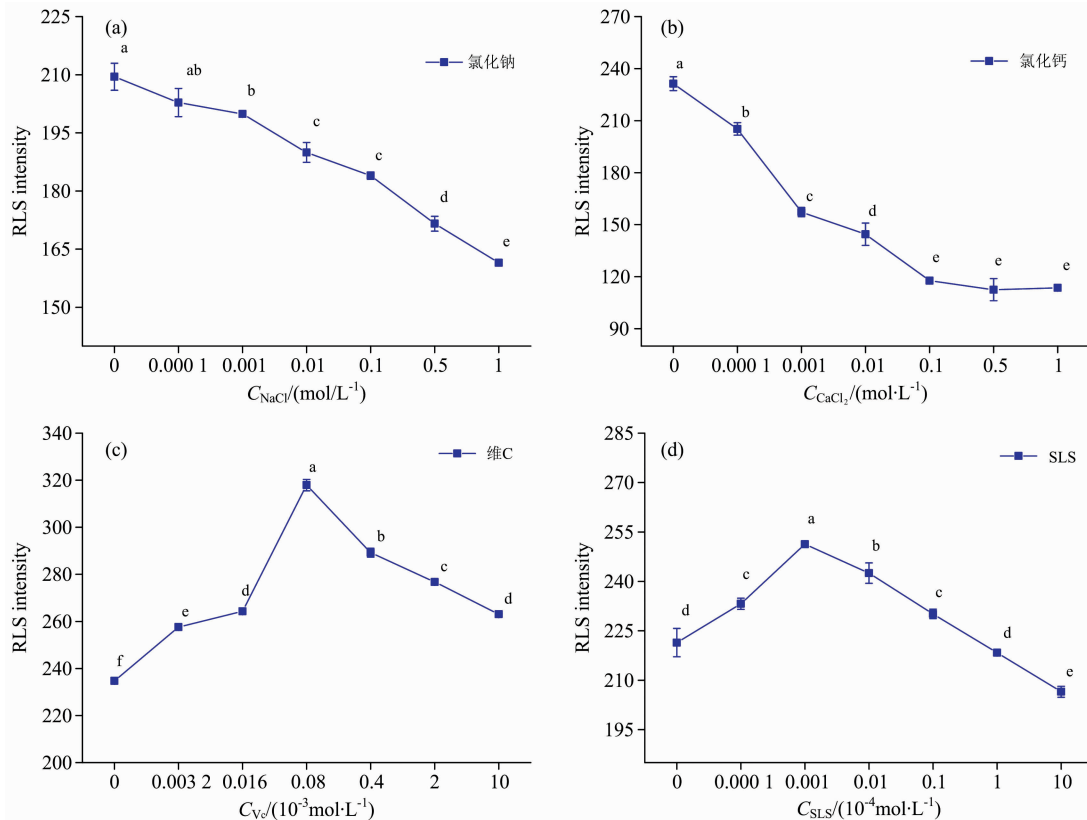 (a)
氯化钠
a
ab
b
c
c
d
e
225
210
195
180
165
150
RLS intensity
0 0.000 1 0.001 0.01 0.1 0.5 1
C_NaCl/(mol/L⁻¹)
(b)
氯化钙
a
b
c
d
e
e
e
270
240
210
180
150
120
90
RLS intensity
0 0.000 1 0.001 0.01 0.1 0.5 1
C_CaCl₂/(mol·L⁻¹)
(c)
维C
f
e
d
a
b
c
d
340
320
300
280
260
240
220
200
RLS intensity
0 0.003 2 0.016 0.08 0.4 2 10
C_Vc/(10⁻³mol·L⁻¹)
(d)
SLS
d
c
a
b
c
d
e
285
270
255
240
225
210
195
RLS intensity
0 0.000 1 0.001 0.01 0.1 1 10
C_SLS/(10⁻⁴mol·L⁻¹)